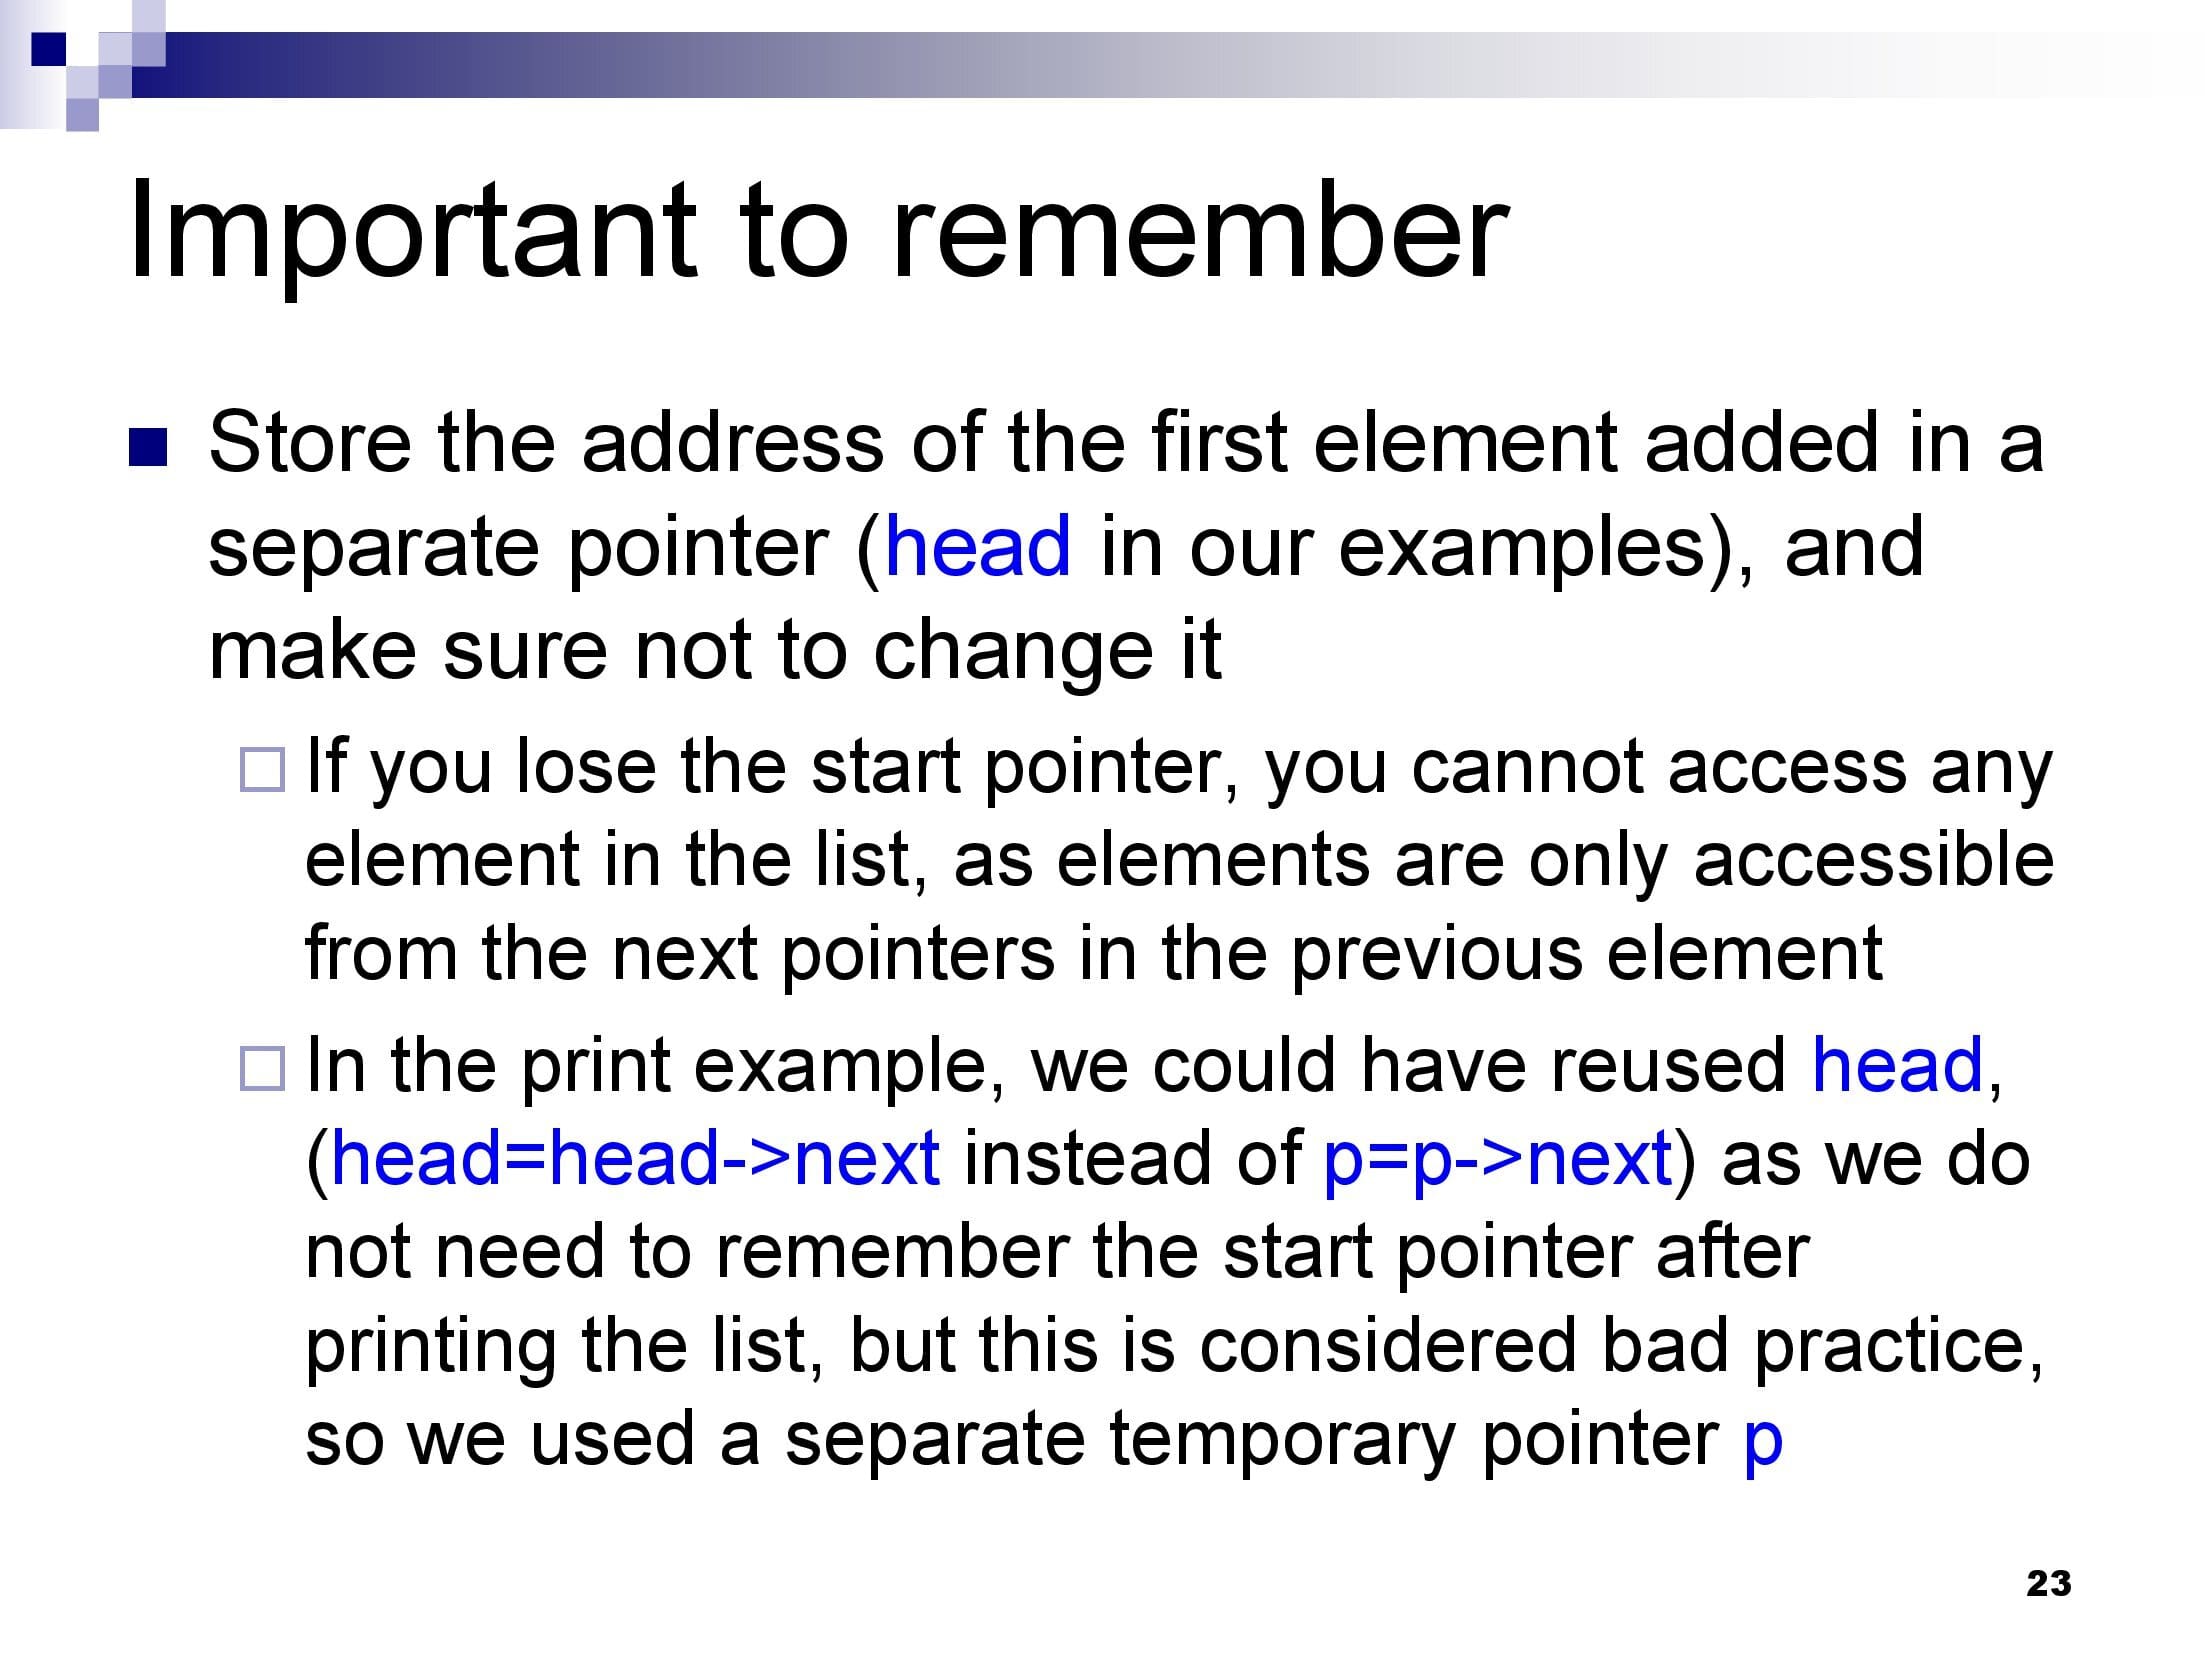 Important to remember
Store the address of the first element added in a
separate pointer (head in our examples), and
make sure not to change it
If you lose the start pointer, you cannot access any
element in the list, as elements are only accessible
from the next pointers in the previous element
In the print example, we could have reused head,
(head=head->next instead of p=p->next) as we do
not need to remember the start pointer after
printing the list, but this is considered bad practice,
so we used a separate temporary pointer p
23